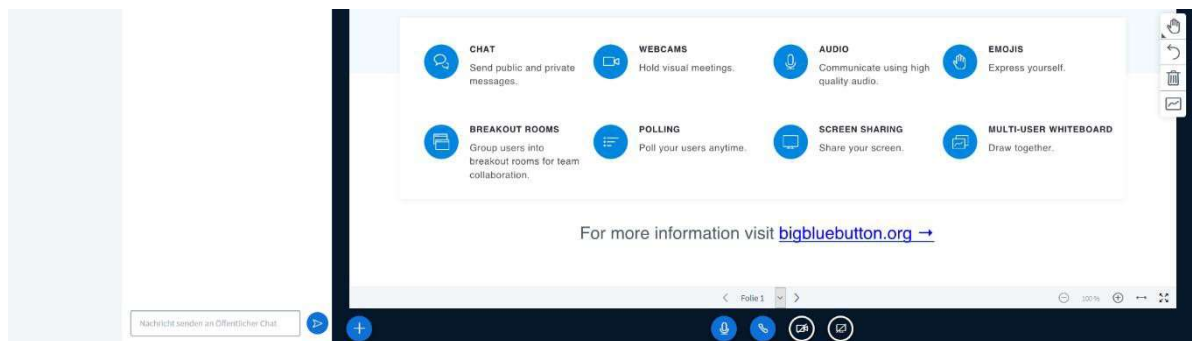 CHAT
Send public and private
messages.
WEBCAMS
Hold visual meetings.
AUDIO
Communicate using high
quality audio.
EMOJIS
Express yourself.
BREAKOUT ROOMS
Group users into
breakout rooms for team
collaboration.
POLLING
Poll your users anytime.
SCREEN SHARING
Share your screen.
MULTI-USER WHITEBOARD
Draw together.
For more information visit bigbluebutton.org →
Folie 1
100%
Nachricht senden an Öffentlicher Chat